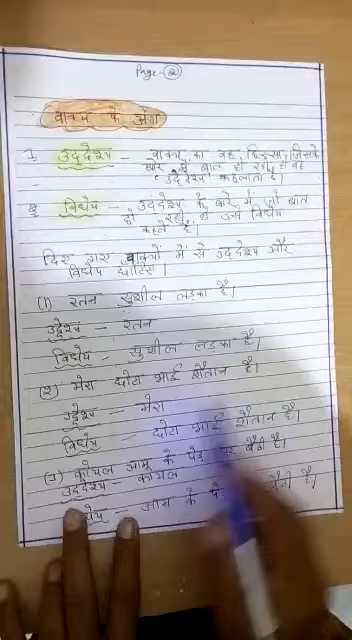 Page-②
वाक्य के अंग
1. उद्देश्य - वाक्य का वह हिस्सा, जिसके
बारे में बात हो रही हो वह
उद्देश्य कहलाता है।
2. विधेय - उद्देश्य के बारे में जो बात
हो रही हो उसे विधेय
कहते हैं।
दिए गए वाक्यों में से उद्देश्य और
विधेय छाँटिए।
(1) रतन सुशील लड़का है।
उद्देश्य - रतन
विधेय - सुशील लड़का है।
(2) मेरा छोटा भाई शैतान है।
उद्देश्य - मेरा
विधेय - छोटा भाई शैतान है।
(3) कोयल आम के पेड़ पर बैठी है।
उद्देश्य - कोयल
विधेय - आम के बैठी है।